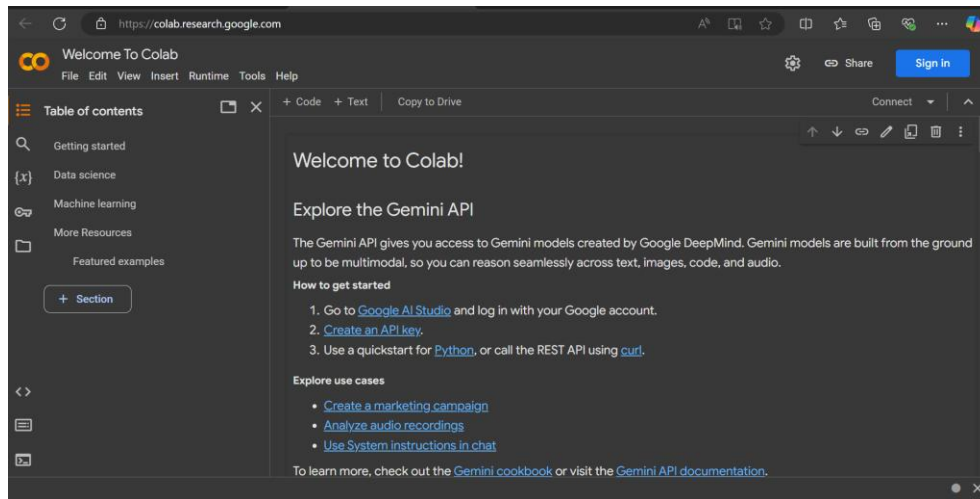 https://colab.research.google.com
Welcome To Colab
File Edit View Insert Runtime Tools Help
Share
Sign in
Table of contents
+ Code + Text Copy to Drive
Connect
Getting started
Data science
Machine learning
More Resources
Featured examples
+ Section
Welcome to Colab!
Explore the Gemini API
The Gemini API gives you access to Gemini models created by Google DeepMind. Gemini models are built from the ground
up to be multimodal, so you can reason seamlessly across text, images, code, and audio.
How to get started
1. Go to Google AI Studio and log in with your Google account.
2. Create an API key.
3. Use a quickstart for Python, or call the REST API using curl.
Explore use cases
• Create a marketing campaign
• Analyze audio recordings
• Use System instructions in chat
To learn more, check out the Gemini cookbook or visit the Gemini API documentation.